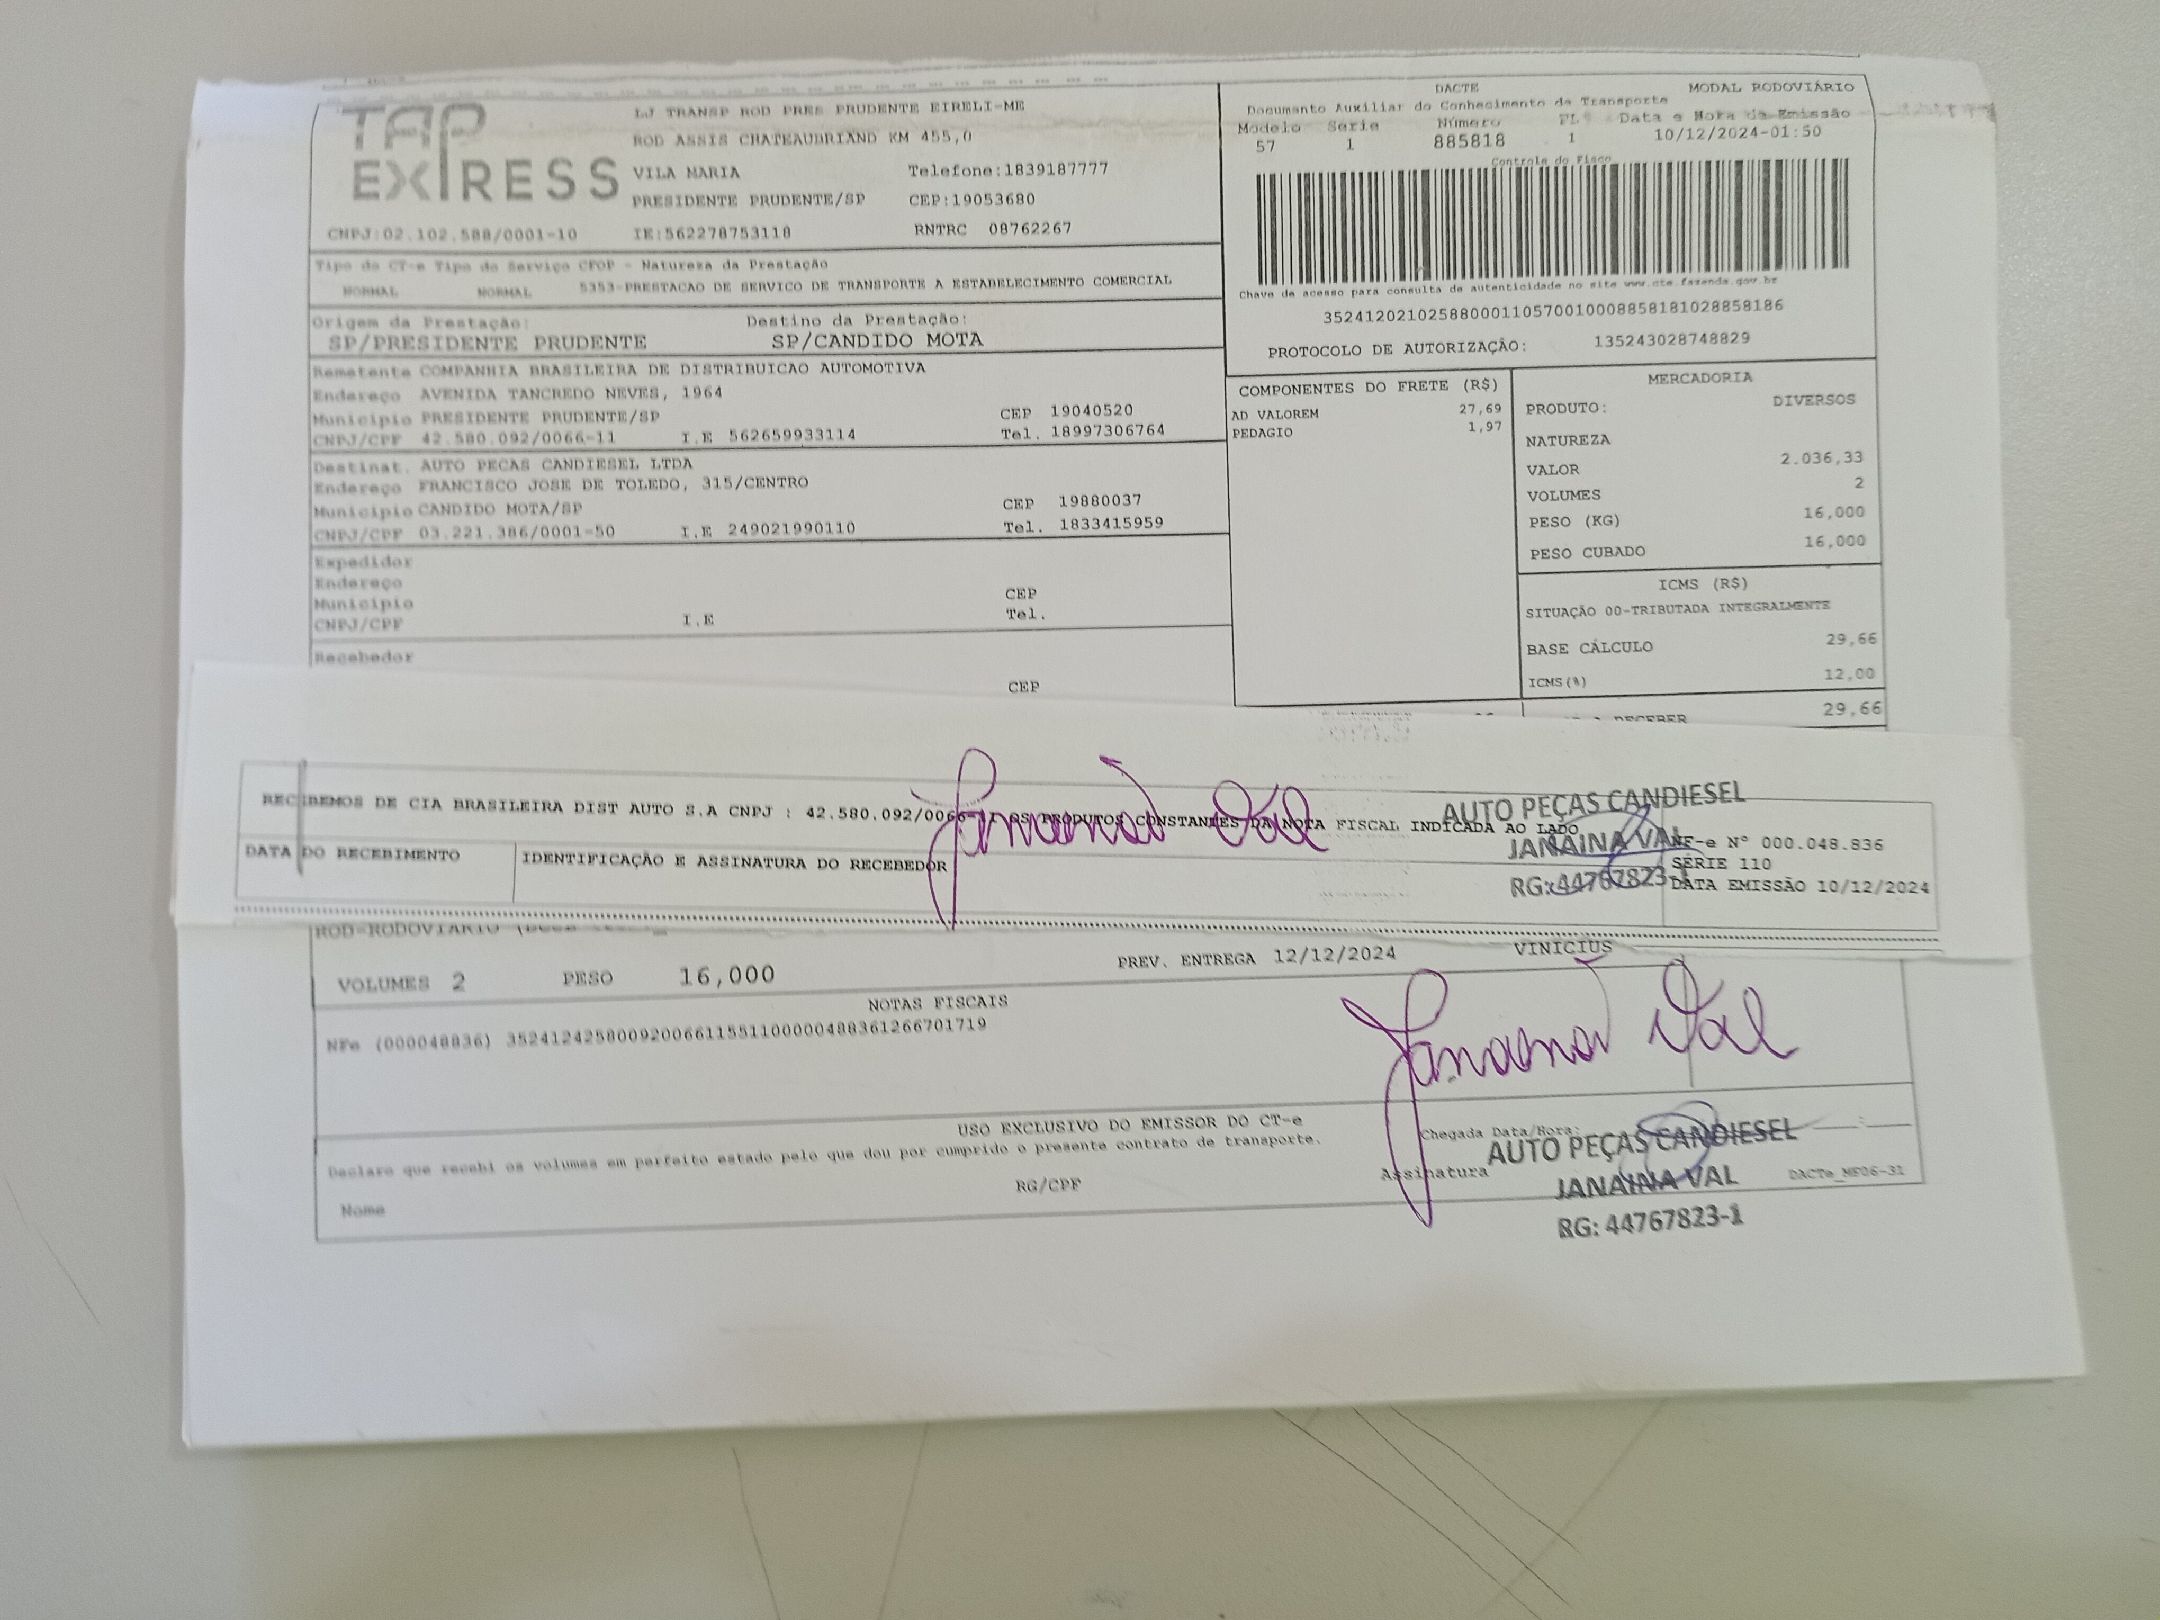 TAP EXPRESS
LJ TRANSP ROD PRES PRUDENTE EIRELI-ME
ROD ASSIS CHATEAUBRIAND KM 455,0
VILA MARIA Telefone:1839187777
PRESIDENTE PRUDENTE/SP CEP:19053680
CNPJ:02.102.588/0001-10 IE:562278753118 RNTRC 08762267
DACTE MODAL RODOVIÁRIO
Documento Auxiliar do Conhecimento de Transporte
Modelo Serie Número FL Data e Hora da Emissão
57 1 885818 1 10/12/2024-01:50
Controle do Fisco
Chave de acesso para consulta de autenticidade no site www.cte.fazenda.gov.br
35241202102588000110570010008858181028858186
PROTOCOLO DE AUTORIZAÇÃO: 135243028748829
Tipo do CT-e Tipo do Serviço CFOP - Natureza da Prestação
NORMAL NORMAL 5353-PRESTACAO DE SERVICO DE TRANSPORTE A ESTABELECIMENTO COMERCIAL
Origem da Prestação: Destino da Prestação:
SP/PRESIDENTE PRUDENTE SP/CANDIDO MOTA
Remetente COMPANHIA BRASILEIRA DE DISTRIBUICAO AUTOMOTIVA
Endereço AVENIDA TANCREDO NEVES, 1964
Município PRESIDENTE PRUDENTE/SP CEP 19040520
CNPJ/CPF 42.580.092/0066-11 I.E 562659933114 Tel. 18997306764
Destinat. AUTO PECAS CANDIESEL LTDA
Endereço FRANCISCO JOSE DE TOLEDO, 315/CENTRO
Município CANDIDO MOTA/SP CEP 19880037
CNPJ/CPF 03.221.386/0001-50 I.E 249021990110 Tel. 1833415959
Expedidor
Endereço
Município CEP
CNPJ/CPF I.E Tel.
Recebedor
CEP
COMPONENTES DO FRETE (R$)
AD VALOREM 27,69
PEDAGIO 1,97
MERCADORIA
PRODUTO: DIVERSOS
NATUREZA
VALOR 2.036,33
VOLUMES 2
PESO (KG) 16,000
PESO CUBADO 16,000
ICMS (R$)
SITUAÇÃO 00-TRIBUTADA INTEGRALMENTE
BASE CÁLCULO 29,66
ICMS(%) 12,00
RECEBER 29,66
RECIBEMOS DE CIA BRASILEIRA DIST AUTO S.A CNPJ : 42.580.092/0066-11 OS PRODUTOS CONSTANTES DA NOTA FISCAL INDICADA AO LADO
DATA DO RECEBIMENTO IDENTIFICAÇÃO E ASSINATURA DO RECEBEDOR
Janaina Val
AUTO PEÇAS CANDIESEL
JANAINA VAL
RG: 44767823-1
NF-e N° 000.048.836
SÉRIE 110
DATA EMISSÃO 10/12/2024
ROD-RODOVIÁRIO
VOLUMES 2 PESO 16,000 PREV. ENTREGA 12/12/2024 VINICIUS
NOTAS FISCAIS
NFe (000048836) 35241242580092006611551100000488361266701719
Janaina Val
USO EXCLUSIVO DO EMISSOR DO CT-e
Declaro que recebi os volumes em perfeito estado pelo que dou por cumprido o presente contrato de transporte.
Chegada Data/Hora:
Nome RG/CPF Assinatura
AUTO PEÇAS CANDIESEL
JANAINA VAL
RG: 44767823-1
DACTe_MF06-31